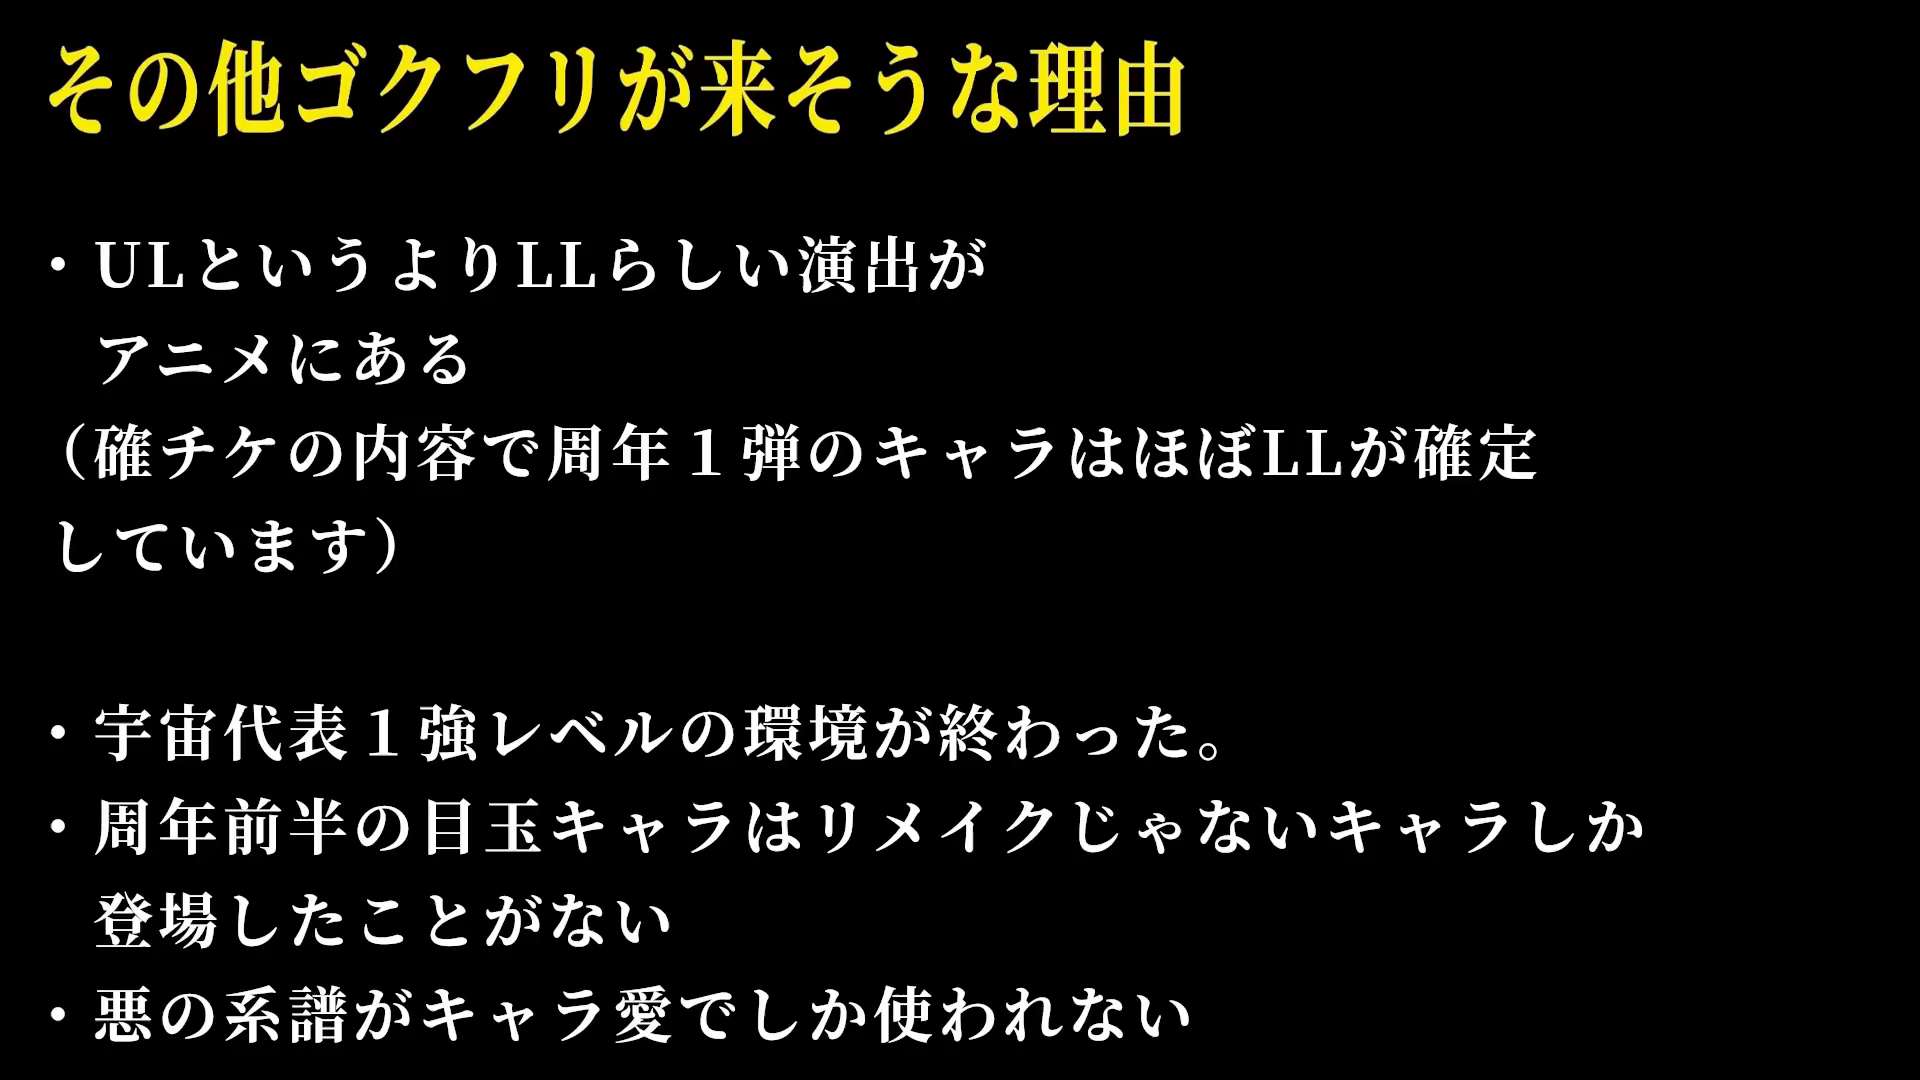 その他ゴクフリが来そうな理由
・ULというよりLLらしい演出が
アニメにある
（確チケの内容で周年１弾のキャラはほぼLLが確定
しています）
・宇宙代表１強レベルの環境が終わった。
・周年前半の目玉キャラはリメイクじゃないキャラしか
登場したことがない
・悪の系譜がキャラ愛でしか使われない